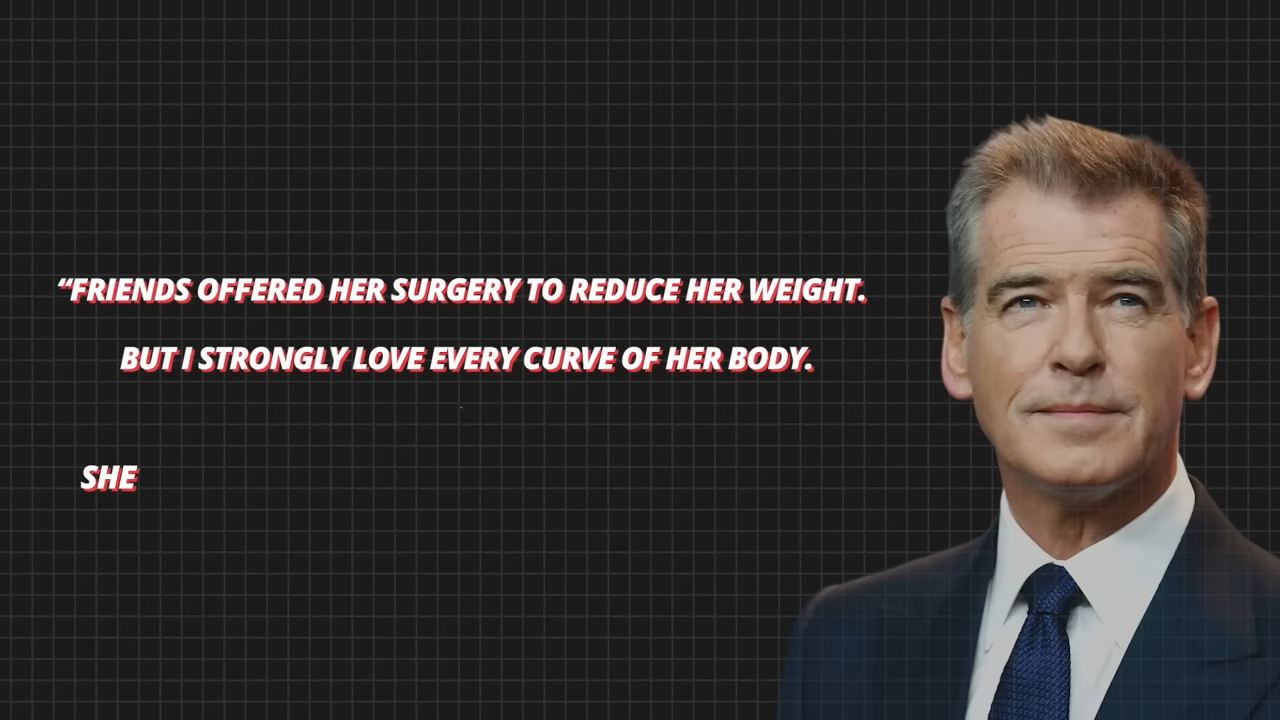 “FRIENDS OFFERED HER SURGERY TO REDUCE HER WEIGHT.
BUT I STRONGLY LOVE EVERY CURVE OF HER BODY.
SHE